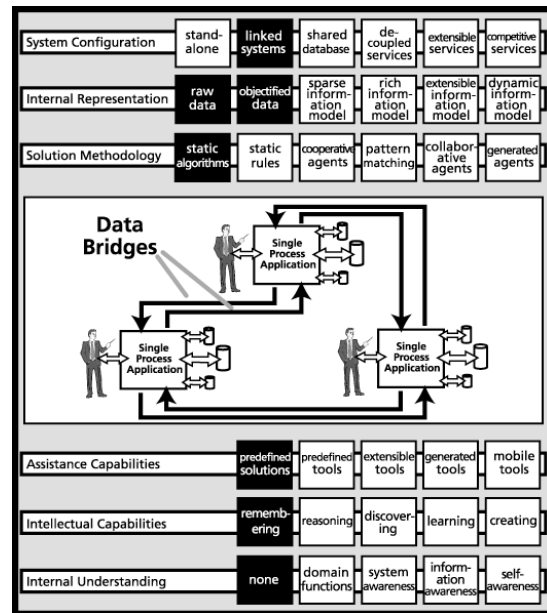 System Configuration
stand-
alone
linked
systems
shared
database
de-
coupled
services
extensible
services
competitive
services
Internal Representation
raw
data
objectified
data
sparse
inform-
ation
model
rich
inform-
ation
model
extensible
inform-
ation
model
dynamic
inform-
ation
model
Solution Methodology
static
algorithms
static
rules
cooperative
agents
pattern
matching
collabor-
ative
agents
generated
agents
Data
Bridges
Single
Process
Application
Single
Process
Application
Single
Process
Application
Assistance Capabilities
predefined
solutions
predefined
tools
extensible
tools
generated
tools
mobile
tools
Intellectual Capabilities
rememb-
ering
reasoning
discover-
ing
learning
creating
Internal Understanding
none
domain
functions
system
awareness
inform-
ation
awareness
self-
awareness